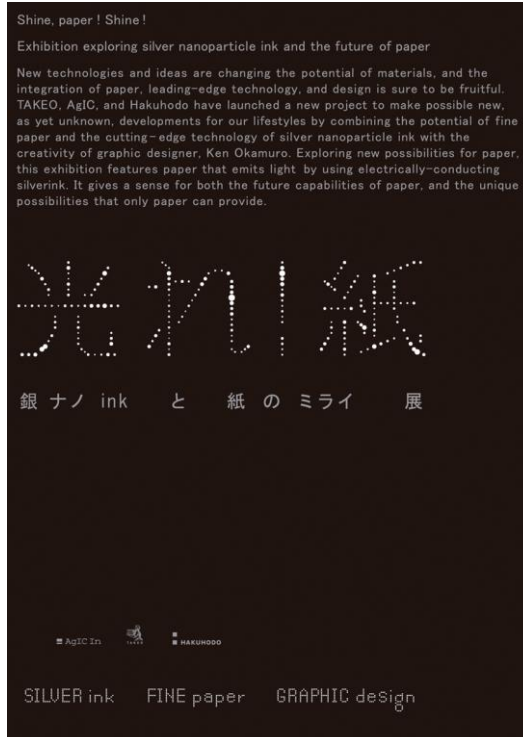 Shine, paper ! Shine !
Exhibition exploring silver nanoparticle ink and the future of paper
New technologies and ideas are changing the potential of materials, and the
integration of paper, leading-edge technology, and design is sure to be fruitful.
TAKEO, AgIC, and Hakuhodo have launched a new project to make possible new,
as yet unknown, developments for our lifestyles by combining the potential of fine
paper and the cutting-edge technology of silver nanoparticle ink with the
creativity of graphic designer, Ken Okamuro. Exploring new possibilities for paper,
this exhibition features paper that emits light by using electrically-conducting
silverink. It gives a sense for both the future capabilities of paper, and the unique
possibilities that only paper can provide.
光れ!紙
銀 ナノ ink と 紙 の ミライ 展
AgIC In TAKEO HAKUHODO
SILVER ink FINE paper GRAPHIC design